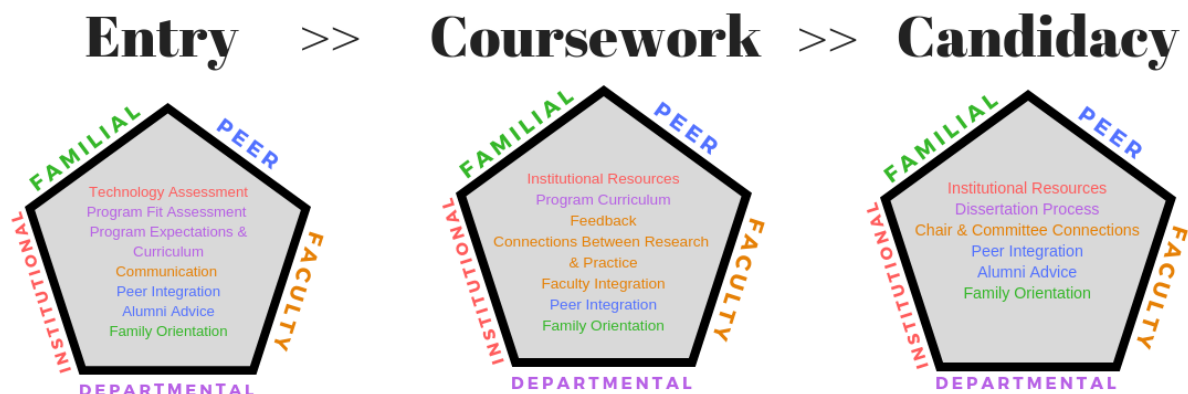 Entry >> Coursework >> Candidacy
FAMILIAL
PEER
Technology Assessment
Program Fit Assessment
Program Expectations &
Curriculum
Communication
Peer Integration
Alumni Advice
Family Orientation
INSTITUTIONAL
FACULTY
DEPARTMENTAL
FAMILIAL
PEER
Institutional Resources
Program Curriculum
Feedback
Connections Between Research
& Practice
Faculty Integration
Peer Integration
Family Orientation
INSTITUTIONAL
FACULTY
DEPARTMENTAL
FAMILIAL
PEER
Institutional Resources
Dissertation Process
Chair & Committee Connections
Peer Integration
Alumni Advice
Family Orientation
INSTITUTIONAL
FACULTY
DEPARTMENTAL